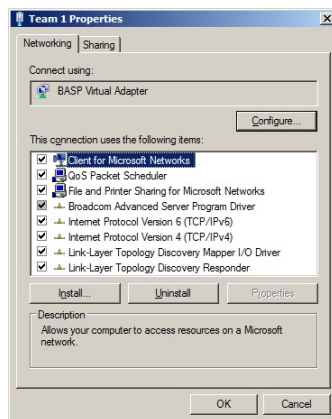 Team 1 Properties
Networking Sharing
Connect using:
BASP Virtual Adapter
Configure...
This connection uses the following items:
Client for Microsoft Networks
QoS Packet Scheduler
File and Printer Sharing for Microsoft Networks
Broadcom Advanced Server Program Driver
Internet Protocol Version 6 (TCP/IPv6)
Internet Protocol Version 4 (TCP/IPv4)
Link-Layer Topology Discovery Mapper I/O Driver
Link-Layer Topology Discovery Responder
Install... Uninstall Properties
Description
Allows your computer to access resources on a Microsoft
network.
OK Cancel